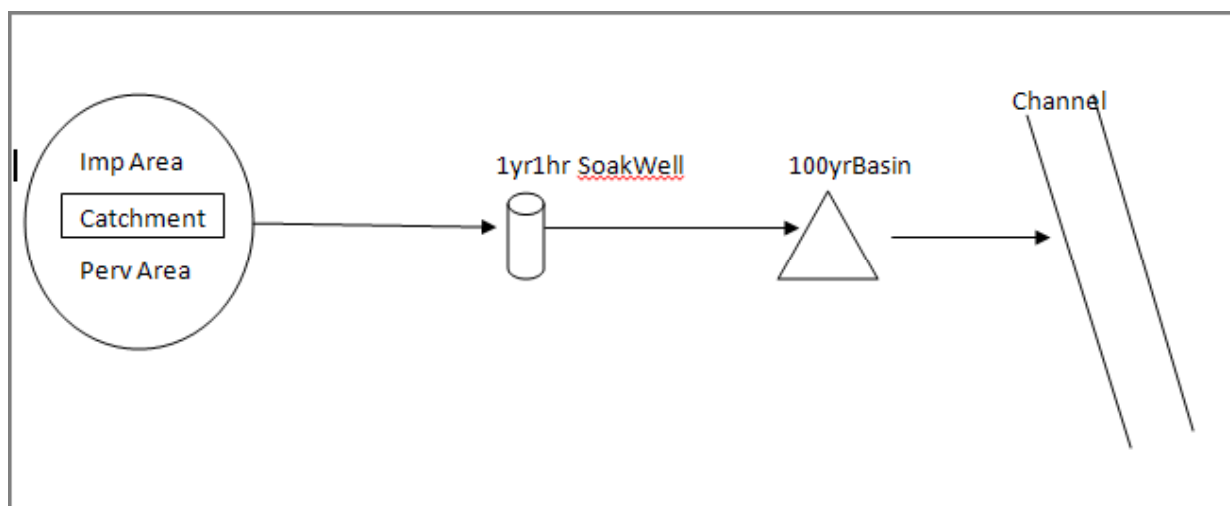 Channel
Imp Area
1yr1hr SoakWell
100yrBasin
Catchment
Perv Area